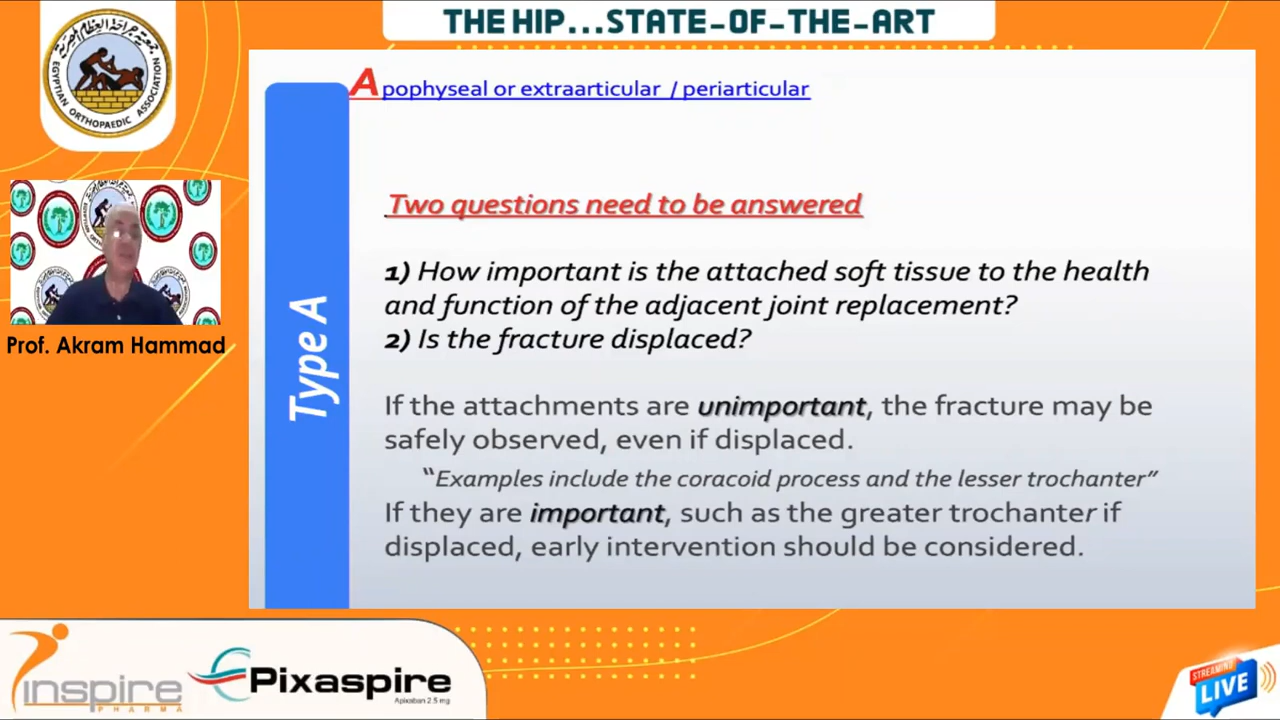 THE HIP...STATE-OF-THE-ART
EGYPTIAN ORTHOPAEDIC ASSOCIATION
Apophyseal or extraarticular / periarticular
Type A
Two questions need to be answered
1) How important is the attached soft tissue to the health
and function of the adjacent joint replacement?
2) Is the fracture displaced?
If the attachments are unimportant, the fracture may be
safely observed, even if displaced.
“Examples include the coracoid process and the lesser trochanter”
If they are important, such as the greater trochanter if
displaced, early intervention should be considered.
Prof. Akram Hammad
inspire
PHARMA
Pixaspire
Apixaban 2.5 mg
STREAMING
LIVE